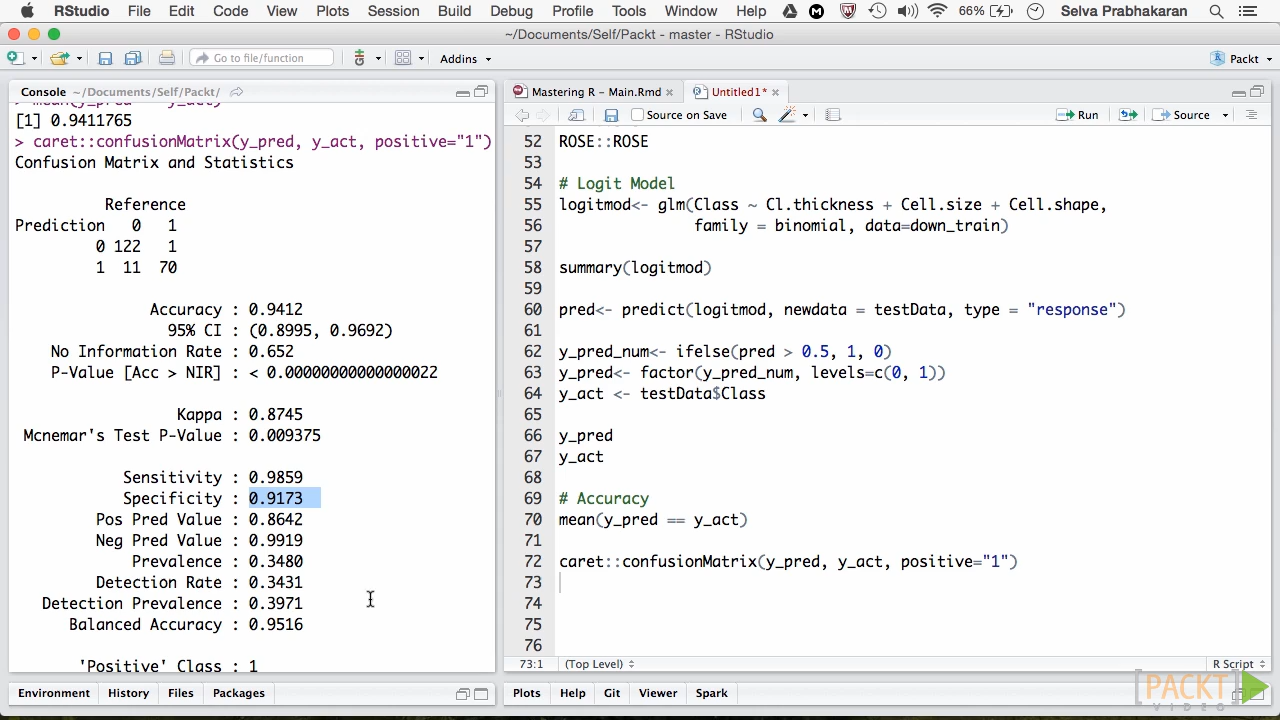 RStudio File Edit Code View Plots Session Build Debug Profile Tools Window Help 66% Selva Prabhakaran
~/Documents/Self/Packt - master - RStudio
Go to file/function Addins Packt
Console ~/Documents/Self/Packt/
[1] 0.9411765
> caret::confusionMatrix(y_pred, y_act, positive="1")
Confusion Matrix and Statistics
Reference
Prediction 0 1
0 122 1
1 11 70
Accuracy : 0.9412
95% CI : (0.8995, 0.9692)
No Information Rate : 0.652
P-Value [Acc > NIR] : < 0.00000000000000022
Kappa : 0.8745
Mcnemar's Test P-Value : 0.009375
Sensitivity : 0.9859
Specificity : 0.9173
Pos Pred Value : 0.8642
Neg Pred Value : 0.9919
Prevalence : 0.3480
Detection Rate : 0.3431
Detection Prevalence : 0.3971
Balanced Accuracy : 0.9516
'Positive' Class : 1
Environment History Files Packages
Mastering R - Main.Rmd Untitled1*
Source on Save Run Source
52 ROSE::ROSE
53
54 # Logit Model
55 logitmod<- glm(Class ~ Cl.thickness + Cell.size + Cell.shape,
56 family = binomial, data=down_train)
57
58 summary(logitmod)
59
60 pred<- predict(logitmod, newdata = testData, type = "response")
61
62 y_pred_num<- ifelse(pred > 0.5, 1, 0)
63 y_pred<- factor(y_pred_num, levels=c(0, 1))
64 y_act <- testData$Class
65
66 y_pred
67 y_act
68
69 # Accuracy
70 mean(y_pred == y_act)
71
72 caret::confusionMatrix(y_pred, y_act, positive="1")
73
74
75
76
73:1 (Top Level) R Script
Plots Help Git Viewer Spark
[PACKT]
VIDEO